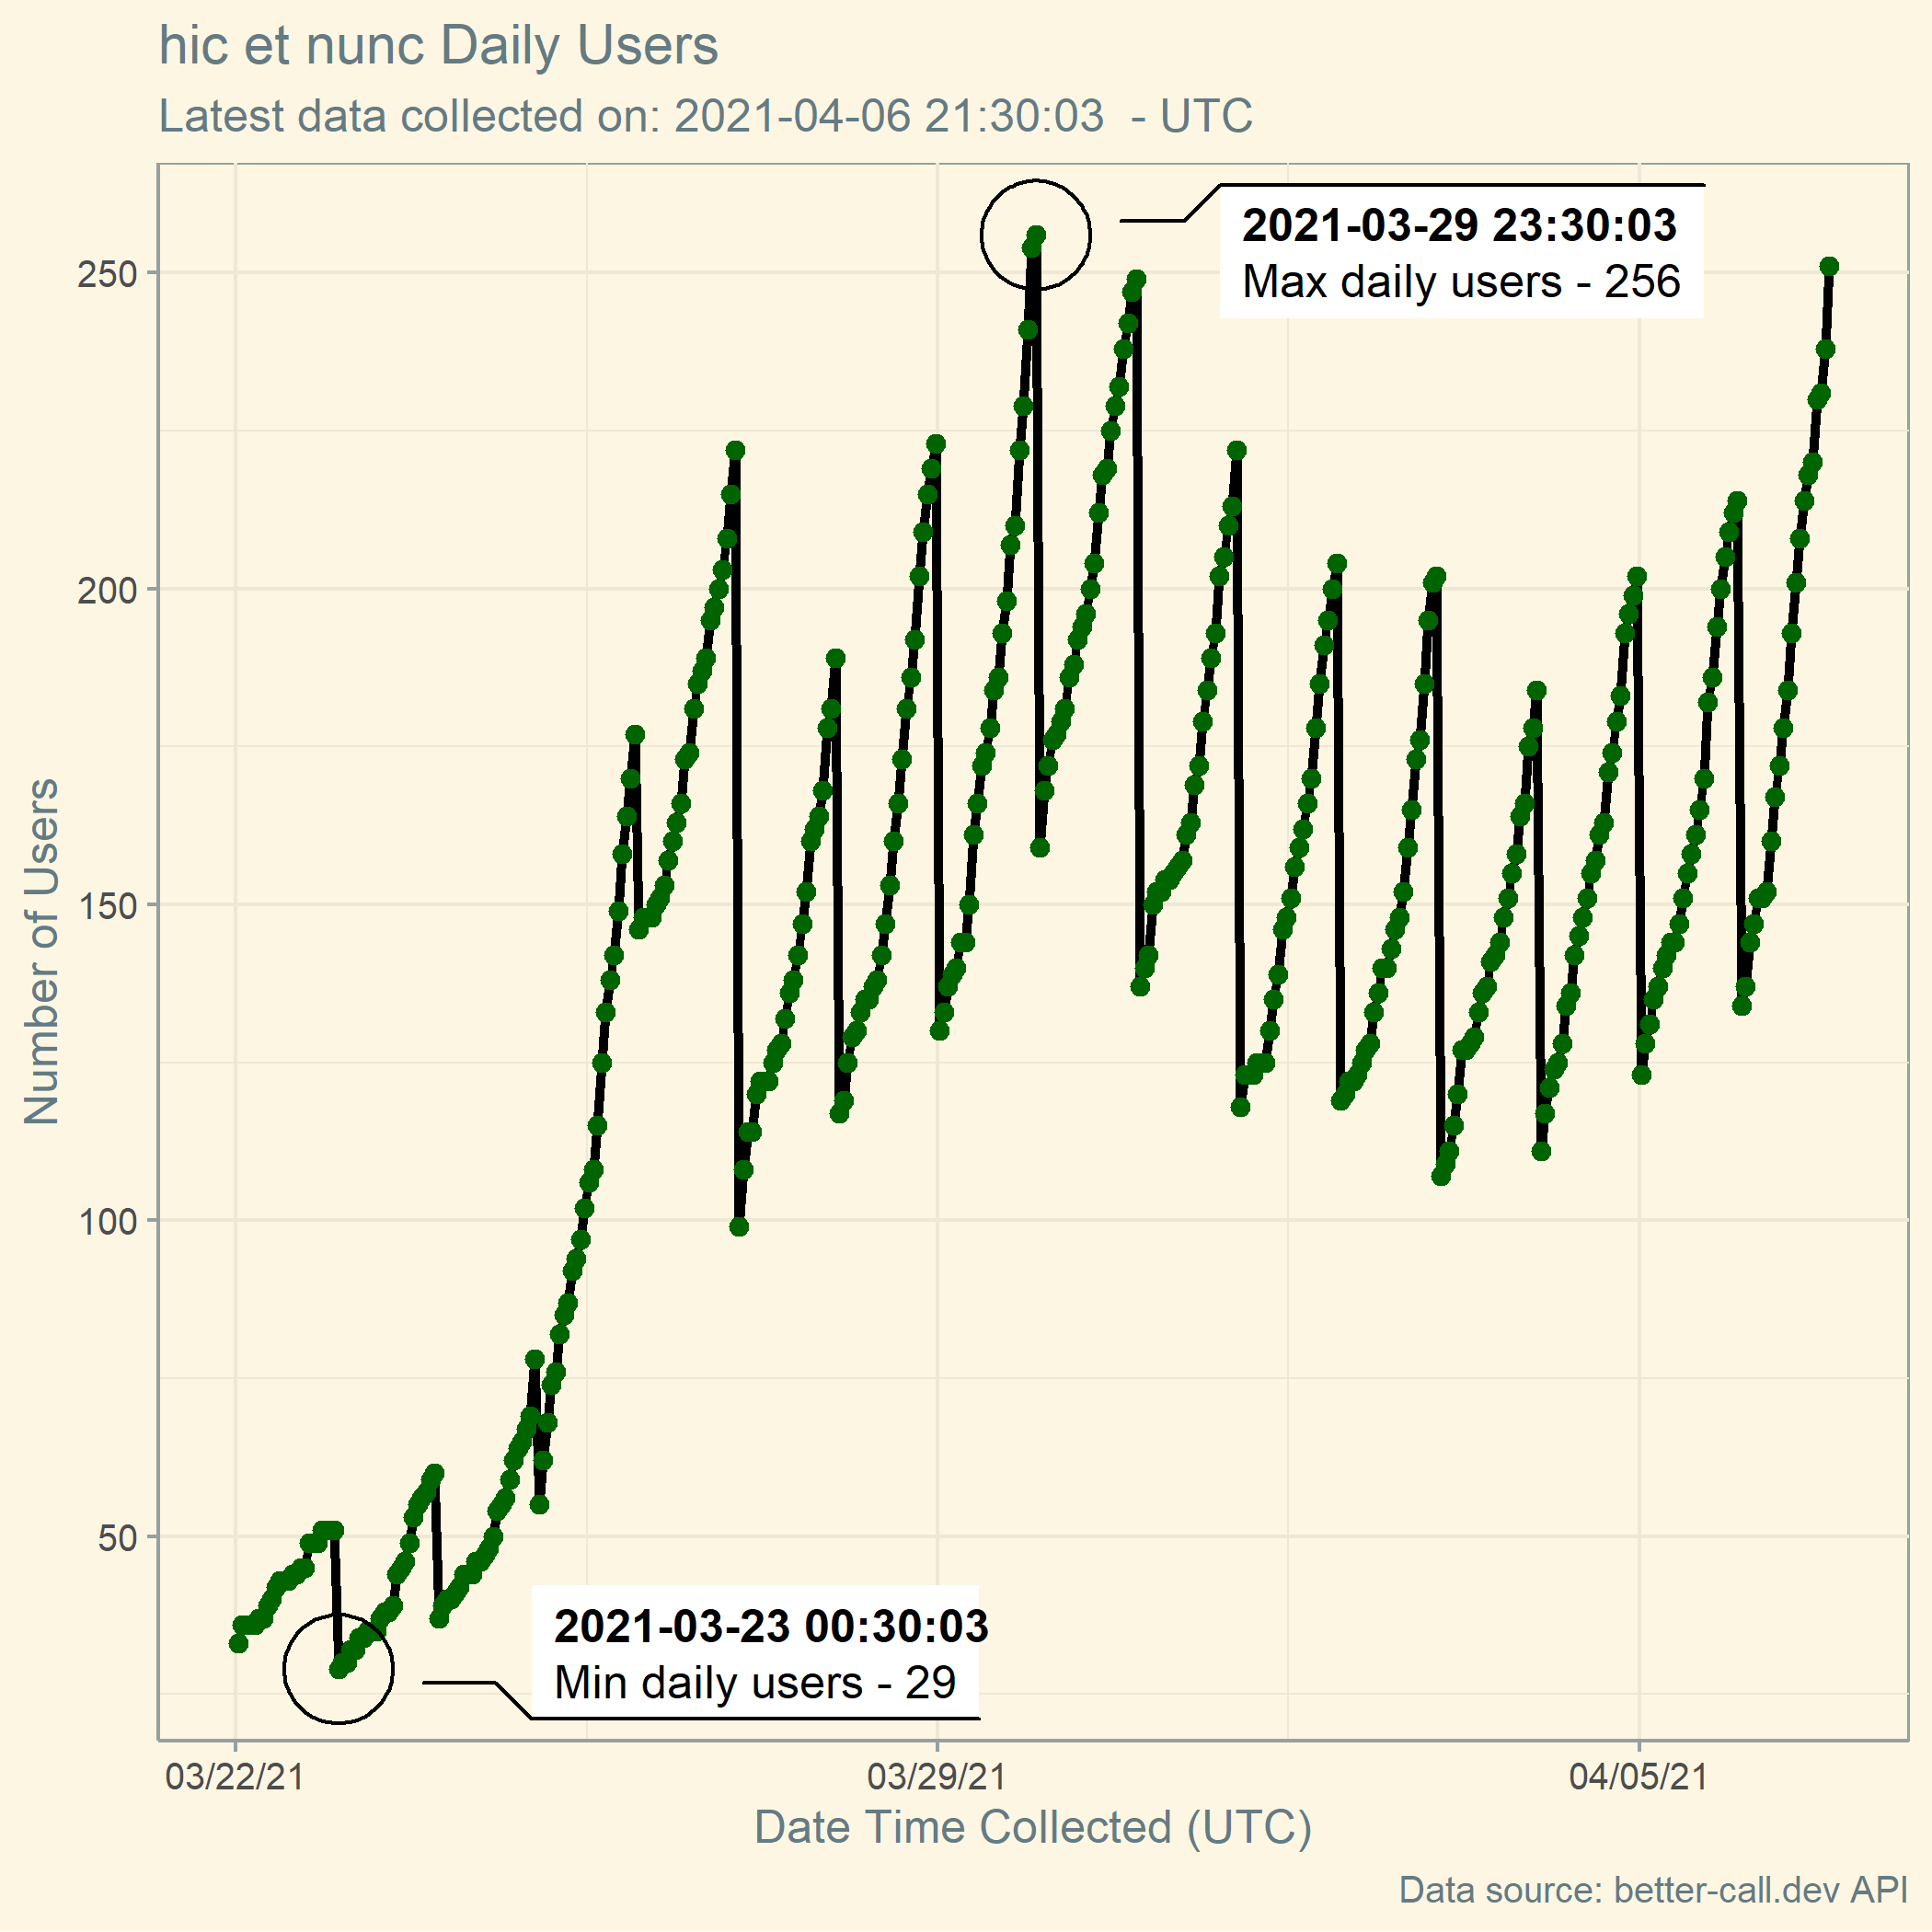 hic et nunc Daily Users
Latest data collected on: 2021-04-06 21:30:03  - UTC
2021-03-29 23:30:03
Max daily users - 256
250
200
150
100
50
Number of Users
2021-03-23 00:30:03
Min daily users - 29
03/22/21
03/29/21
04/05/21
Date Time Collected (UTC)
Data source: better-call.dev API